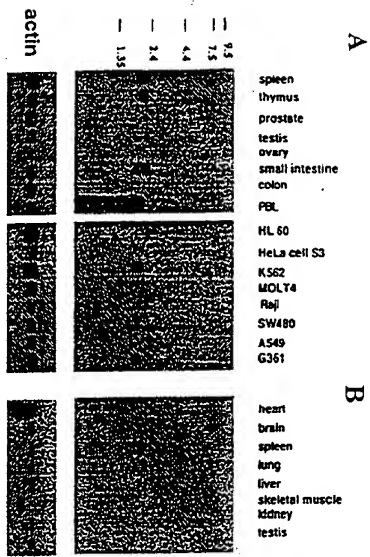 A
spleen
thymus
prostate
testis
ovary
small intestine
colon
PBL
HL 60
HeLa cell S3
K562
MOLT4
Raji
SW480
A549
G361
B
heart
brain
spleen
lung
liver
skeletal muscle
kidney
testis
9.5
7.5
4.4
2.4
1.35
actin